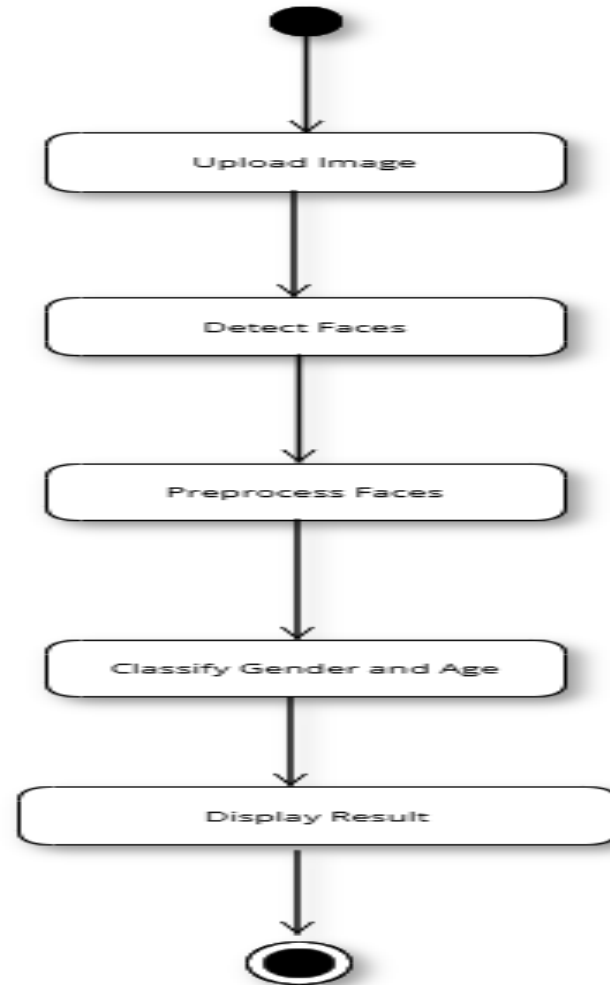 Upload Image
Detect Faces
Preprocess Faces
Classify Gender and Age
Display Result